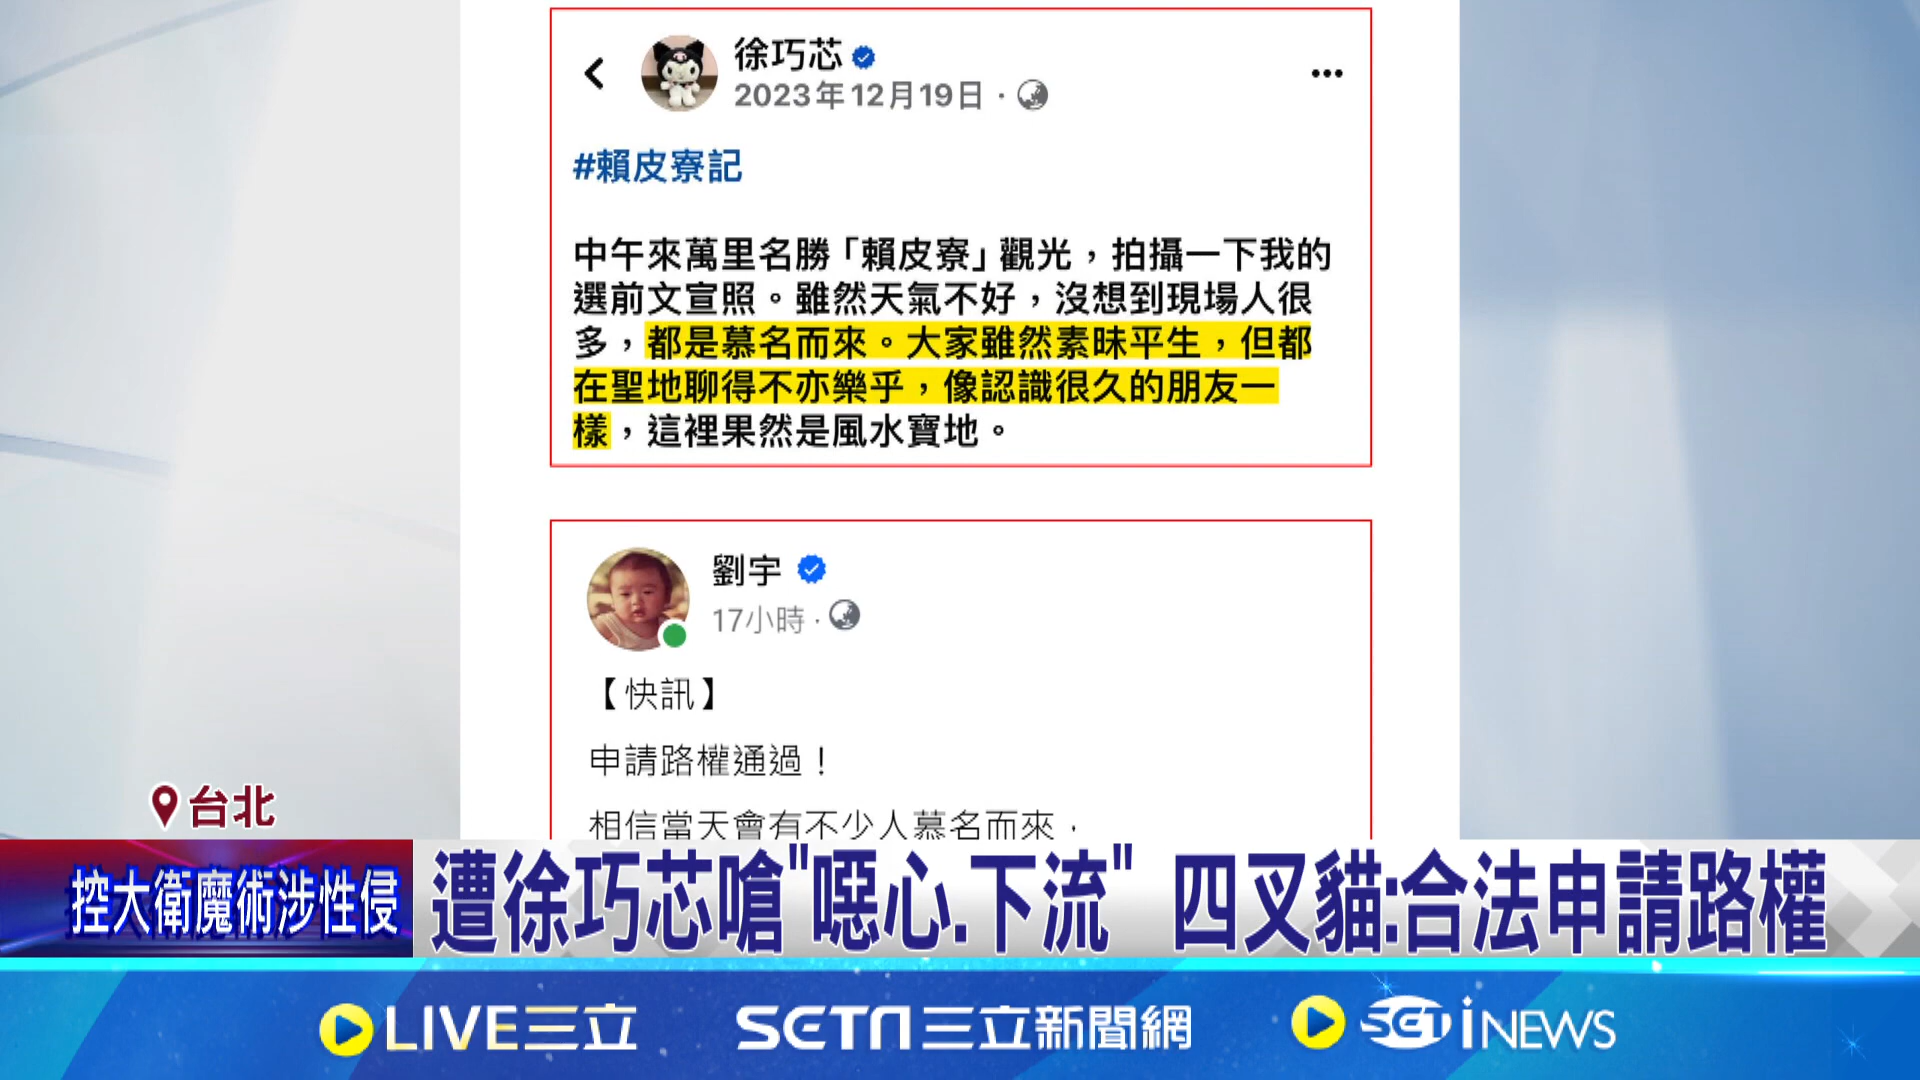 徐巧芯
2023年12月19日 ·
#賴皮寮記
中午來萬里名勝「賴皮寮」觀光，拍攝一下我的
選前文宣照。雖然天氣不好，沒想到現場人很
多，都是慕名而來。大家雖然素昧平生，但都
在聖地聊得不亦樂乎，像認識很久的朋友一
樣，這裡果然是風水寶地。
劉宇
17小時 ·
【快訊】
申請路權通過！
相信當天會有不少人慕名而來，
台北
控大衛魔術涉性侵
遭徐巧芯嗆"噁心.下流" 四叉貓:合法申請路權
LIVE三立
SETN三立新聞網
SETiNEWS